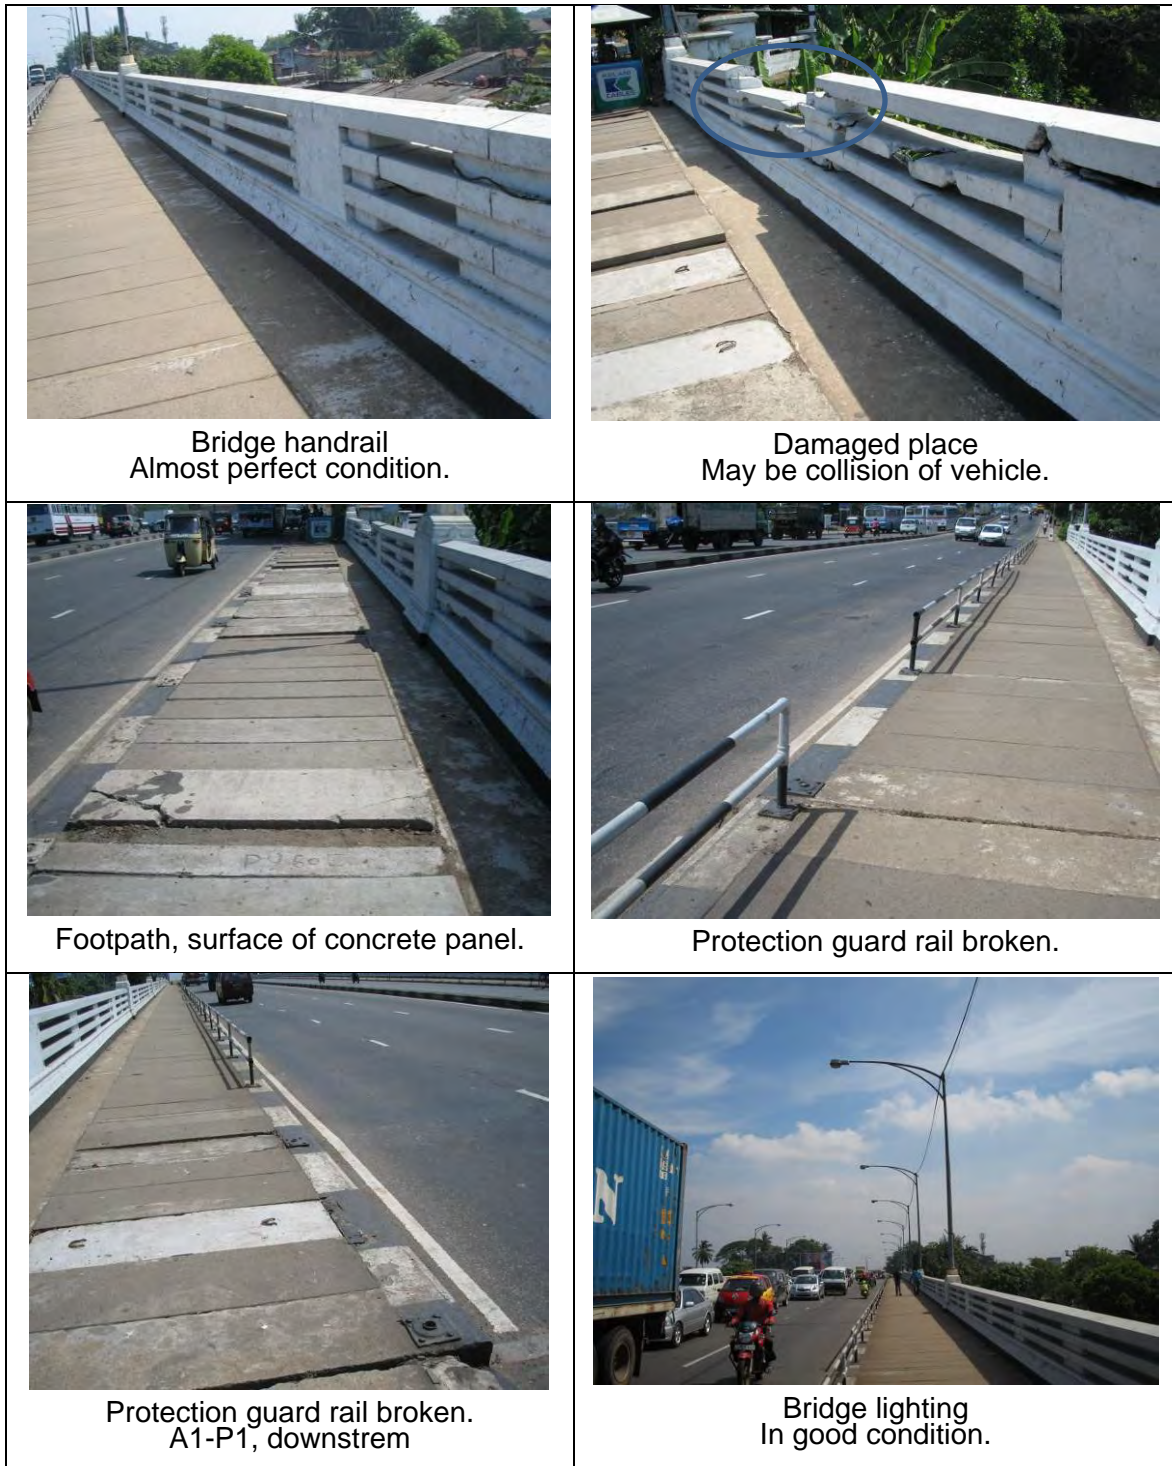 Bridge handrail
Almost perfect condition.
Damaged place
May be collision of vehicle.
Footpath, surface of concrete panel.
Protection guard rail broken.
Protection guard rail broken.
A1-P1, downstrem
Bridge lighting
In good condition.